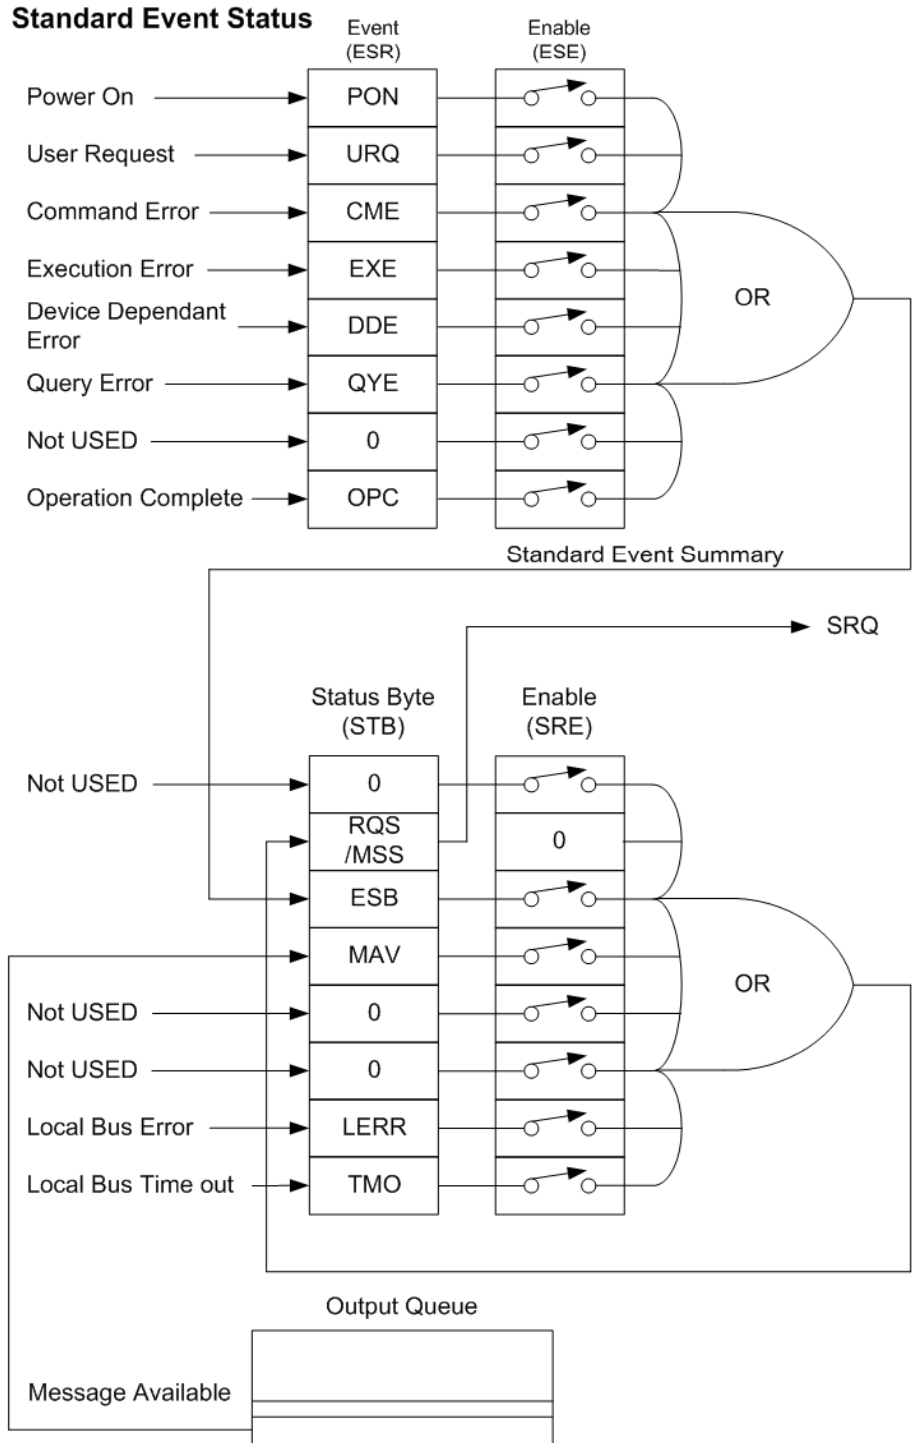 Standard Event Status
Event
(ESR)
Enable
(ESE)
Power On
PON
User Request
URQ
Command Error
CME
Execution Error
EXE
Device Dependant
Error
DDE
Query Error
QYE
Not USED
0
Operation Complete
OPC
OR
Standard Event Summary
SRQ
Status Byte
(STB)
Enable
(SRE)
Not USED
0
RQS
/MSS
0
ESB
MAV
Not USED
0
Not USED
0
Local Bus Error
LERR
Local Bus Time out
TMO
OR
Output Queue
Message Available